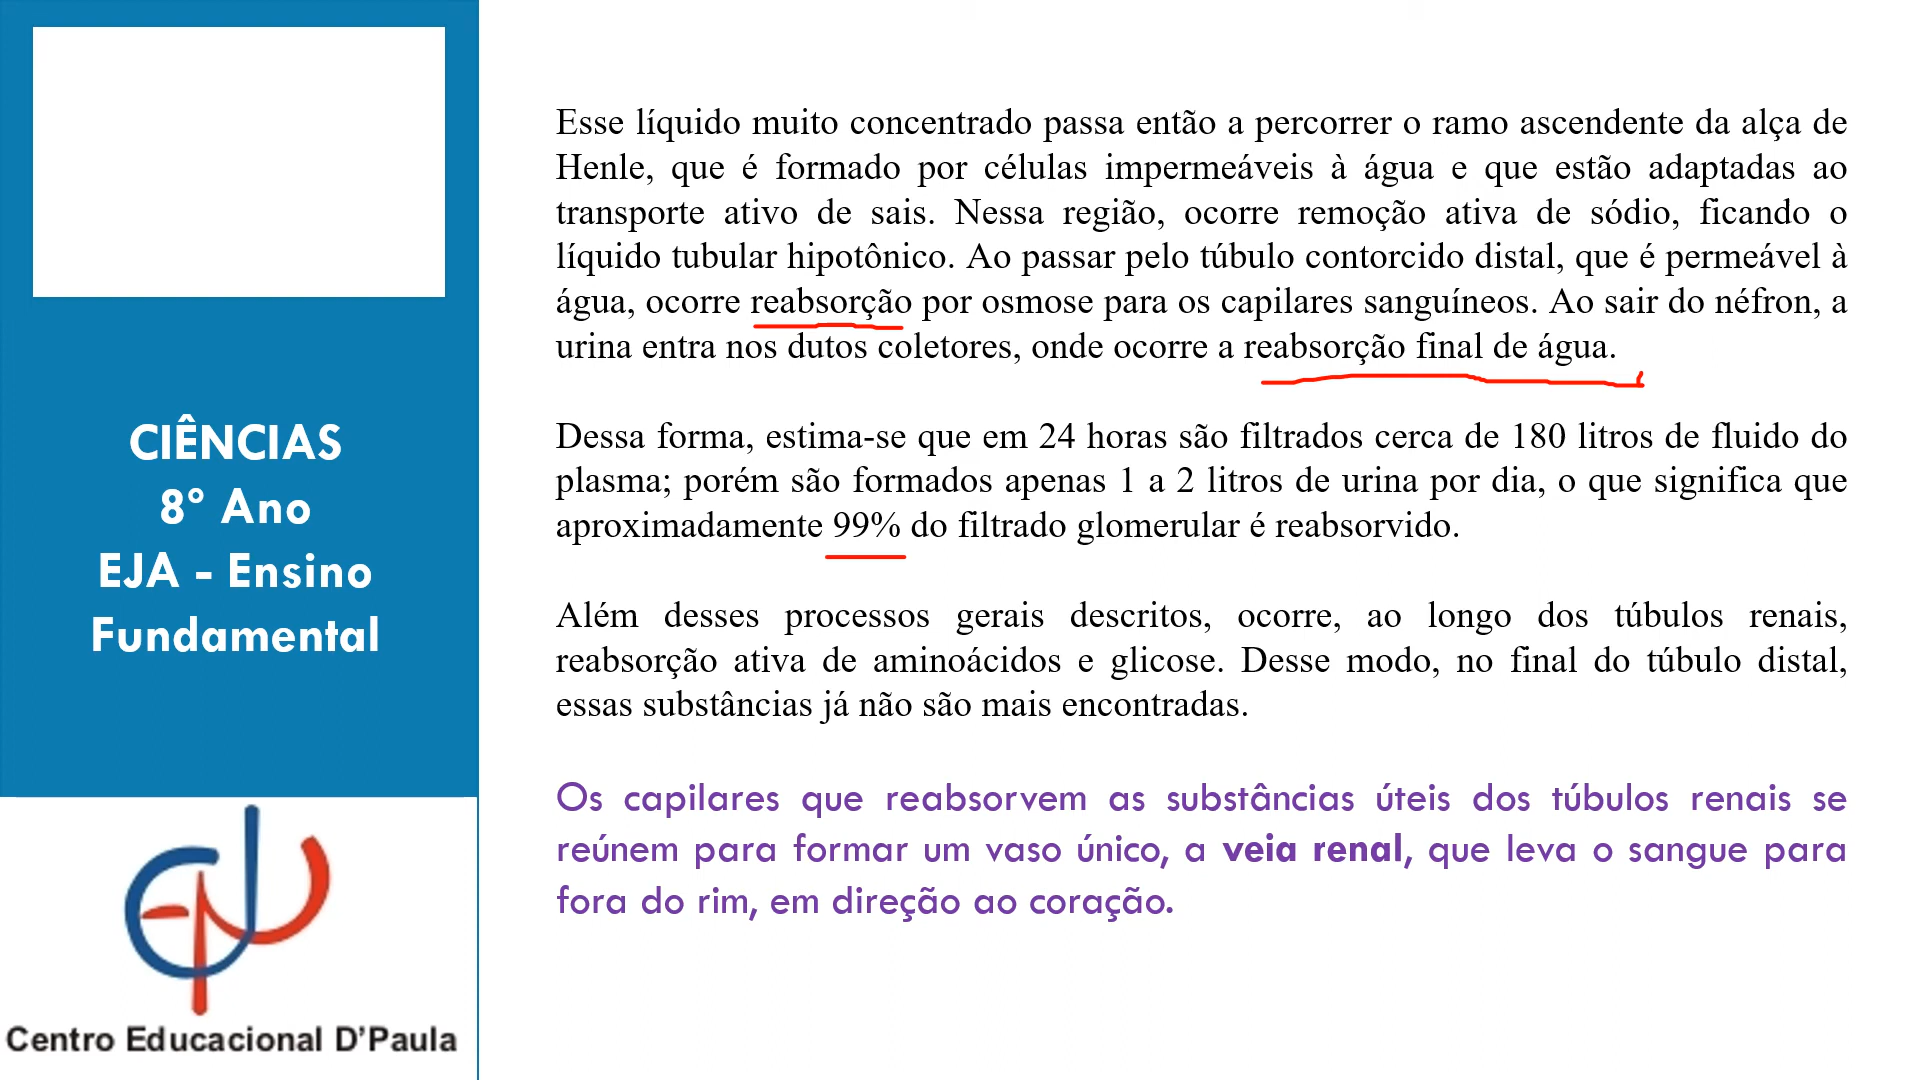 CIÊNCIAS
8° Ano
EJA - Ensino
Fundamental
Centro Educacional D'Paula
Esse líquido muito concentrado passa então a percorrer o ramo ascendente da alça de
Henle, que é formado por células impermeáveis à água e que estão adaptadas ao
transporte ativo de sais. Nessa região, ocorre remoção ativa de sódio, ficando o
líquido tubular hipotônico. Ao passar pelo túbulo contorcido distal, que é permeável à
água, ocorre reabsorção por osmose para os capilares sanguíneos. Ao sair do néfron, a
urina entra nos dutos coletores, onde ocorre a reabsorção final de água.
Dessa forma, estima-se que em 24 horas são filtrados cerca de 180 litros de fluido do
plasma; porém são formados apenas 1 a 2 litros de urina por dia, o que significa que
aproximadamente 99% do filtrado glomerular é reabsorvido.
Além desses processos gerais descritos, ocorre, ao longo dos túbulos renais,
reabsorção ativa de aminoácidos e glicose. Desse modo, no final do túbulo distal,
essas substâncias já não são mais encontradas.
Os capilares que reabsorvem as substâncias úteis dos túbulos renais se
reúnem para formar um vaso único, a veia renal, que leva o sangue para
fora do rim, em direção ao coração.